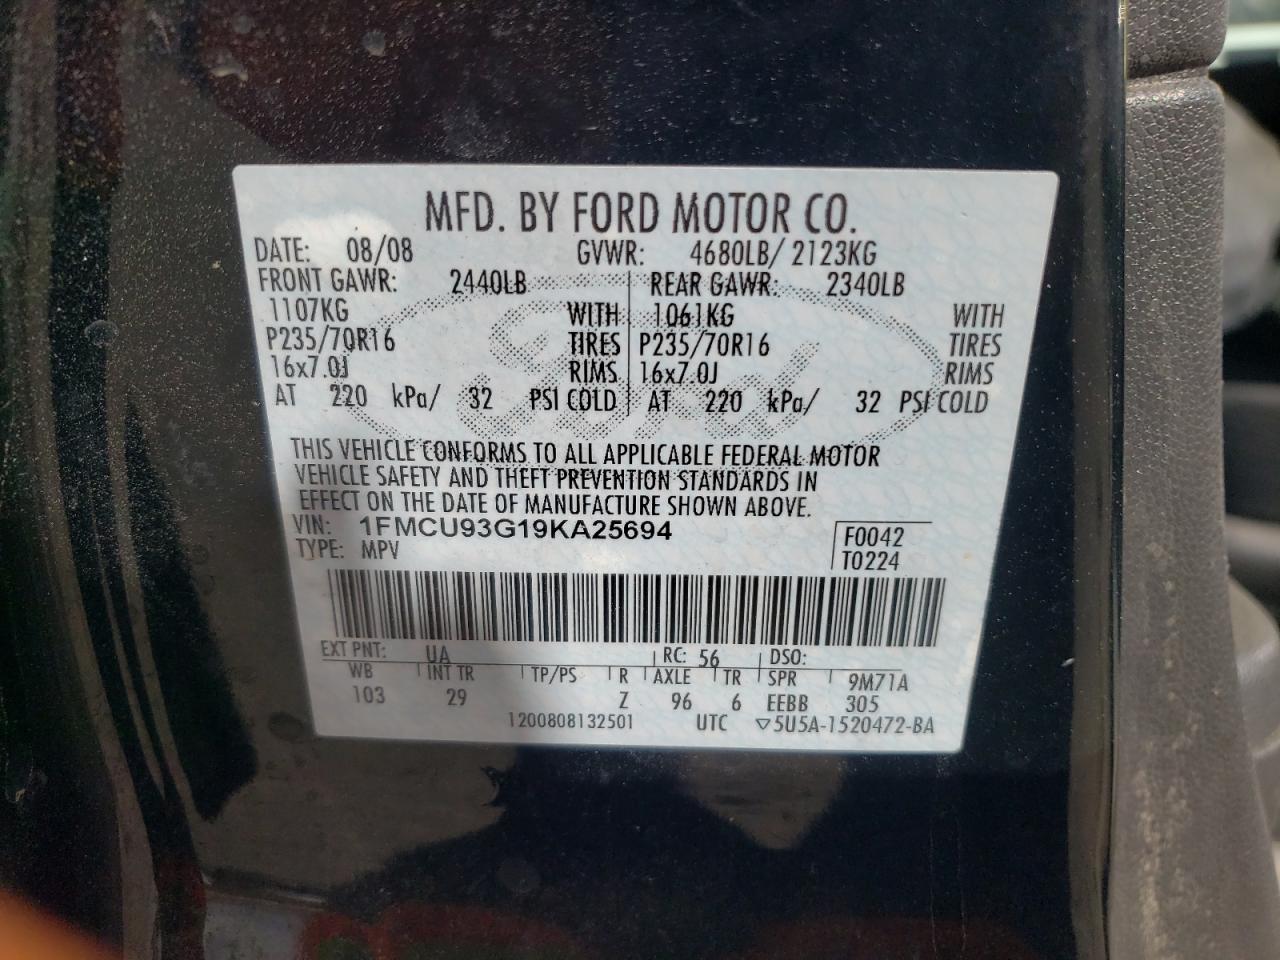 MFD. BY FORD MOTOR CO.
DATE: 08/08 GVWR: 4680LB/ 2123KG
FRONT GAWR: 2440LB REAR GAWR: 2340LB
1107KG WITH 1061KG WITH
P235/70R16 TIRES P235/70R16 TIRES
16x7.0J RIMS 16x7.0J RIMS
AT 220 kPa/ 32 PSI COLD AT 220 kPa/ 32 PSI COLD
THIS VEHICLE CONFORMS TO ALL APPLICABLE FEDERAL MOTOR
VEHICLE SAFETY AND THEFT PREVENTION STANDARDS IN
EFFECT ON THE DATE OF MANUFACTURE SHOWN ABOVE.
VIN: 1FMCU93G19KA25694 F0042
TYPE: MPV T0224
EXT PNT: UA RC: 56 DSO:
WB INT TR TP/PS R AXLE TR SPR 9M71A
103 29 Z 96 6 EEBB 305
1200808132501 UTC ▽5U5A-1520472-BA